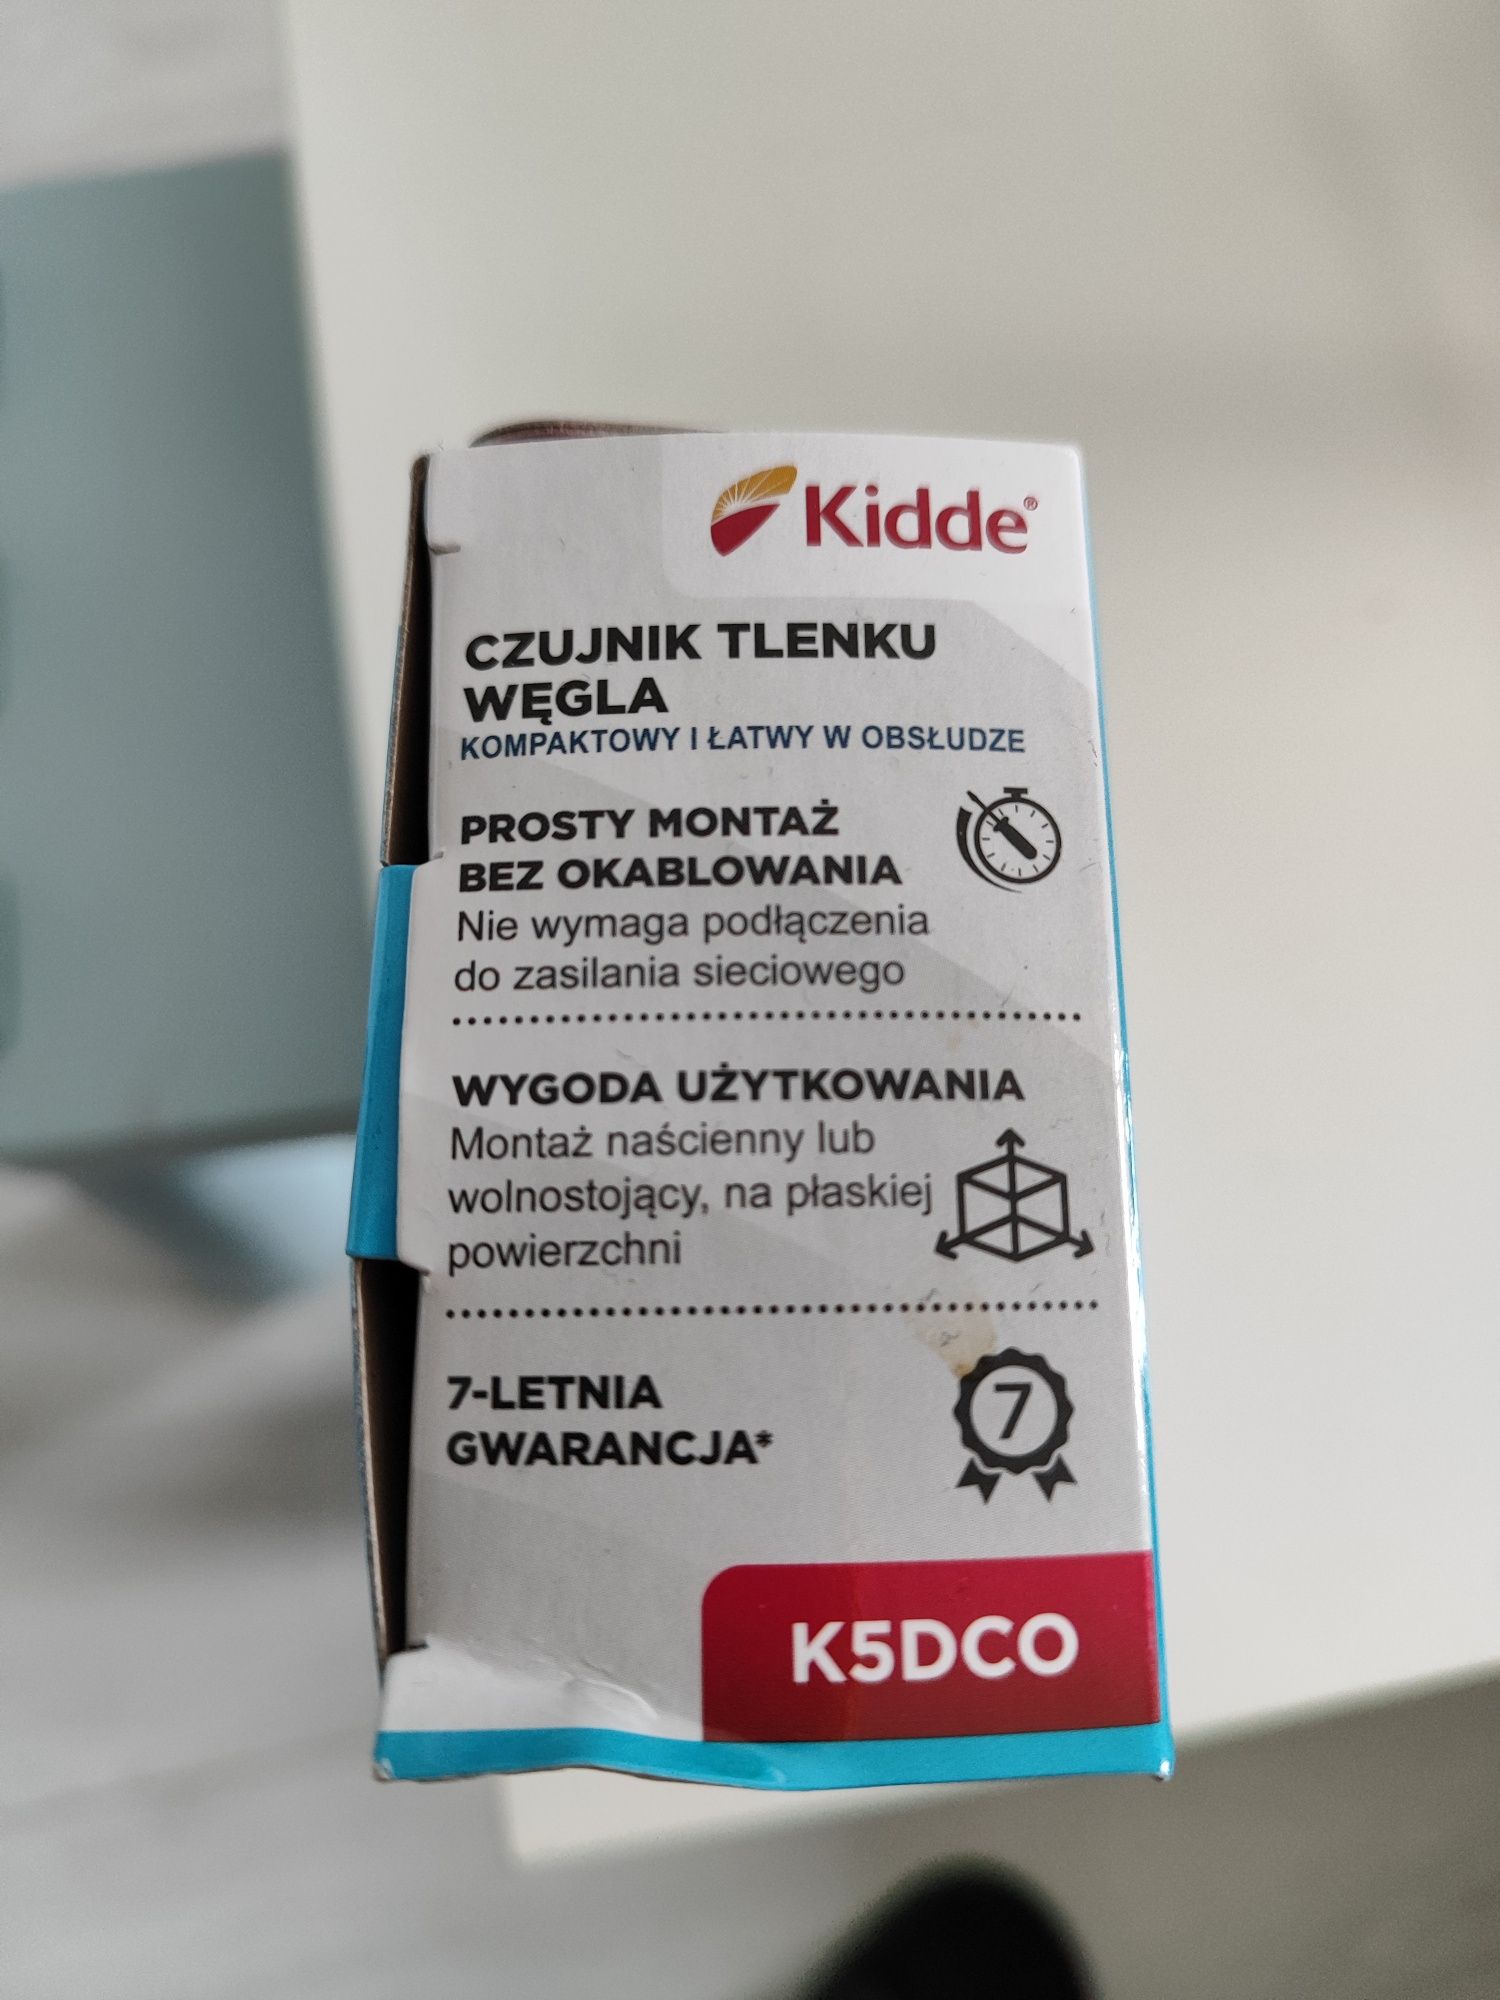 Kidde®
CZUJNIK TLENKU
WĘGLA
KOMPAKTOWY I ŁATWY W OBSŁUDZE
PROSTY MONTAŻ
BEZ OKABLOWANIA
Nie wymaga podłączenia
do zasilania sieciowego
WYGODA UŻYTKOWANIA
Montaż naścienny lub
wolnostojący, na płaskiej
powierzchni
7-LETNIA
GWARANCJA*
7
K5DCO